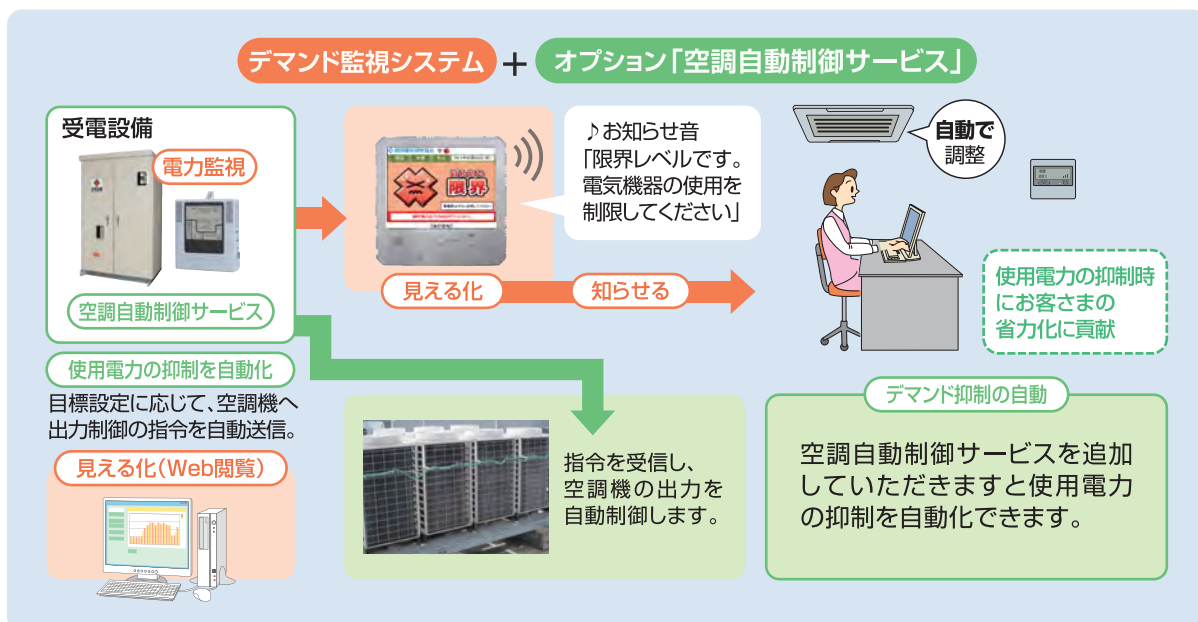 デマンド監視システム + オプション「空調自動制御サービス」
受電設備
電力監視
空調自動制御サービス
限界
♪お知らせ音
「限界レベルです。
電気機器の使用を
制限してください」
見える化
知らせる
自動で
調整
使用電力の抑制時
にお客さまの
省力化に貢献
使用電力の抑制を自動化
目標設定に応じて、空調機へ
出力制御の指令を自動送信。
見える化(Web閲覧)
指令を受信し、
空調機の出力を
自動制御します。
デマンド抑制の自動
空調自動制御サービスを追加
していただきますと使用電力
の抑制を自動化できます。